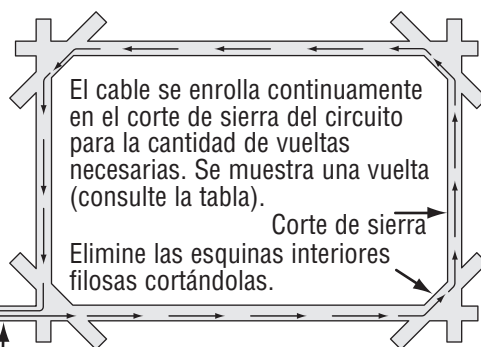 El cable se enrolla continuamente
en el corte de sierra del circuito
para la cantidad de vueltas
necesarias. Se muestra una vuelta
(consulte la tabla).
Corte de sierra
Elimine las esquinas interiores
filosas cortándolas.